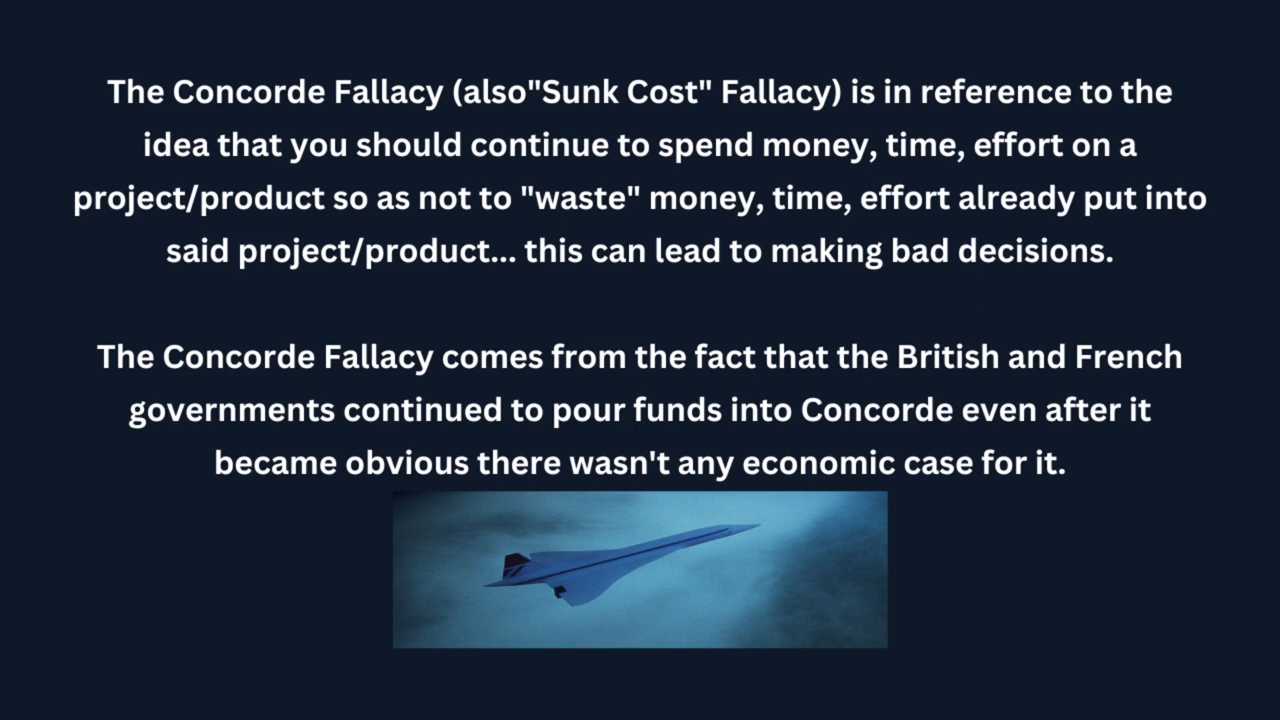 The Concorde Fallacy (also"Sunk Cost" Fallacy) is in reference to the
idea that you should continue to spend money, time, effort on a
project/product so as not to "waste" money, time, effort already put into
said project/product... this can lead to making bad decisions.
The Concorde Fallacy comes from the fact that the British and French
governments continued to pour funds into Concorde even after it
became obvious there wasn't any economic case for it.